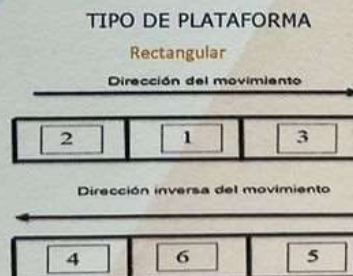 TIPO DE PLATAFORMA
Rectangular
Dirección del movimiento
2 1 3
Dirección inversa del movimiento
4 6 5